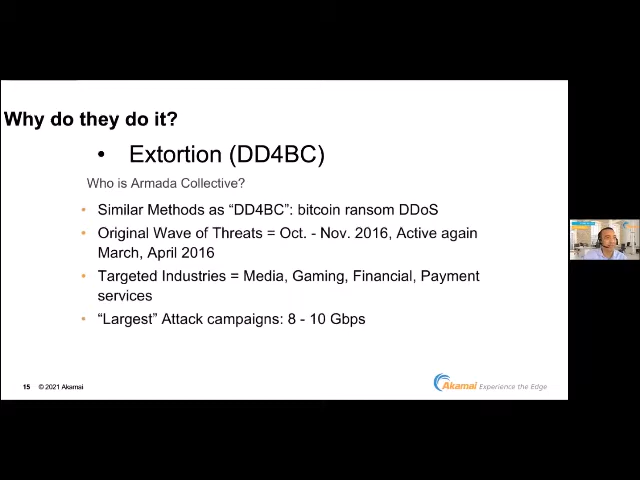 Why do they do it?
• Extortion (DD4BC)
Who is Armada Collective?
• Similar Methods as “DD4BC”: bitcoin ransom DDoS
• Original Wave of Threats = Oct. - Nov. 2016, Active again
March, April 2016
• Targeted Industries = Media, Gaming, Financial, Payment
services
• “Largest” Attack campaigns: 8 - 10 Gbps
15 © 2021 Akamai
Akamai Experience the Edge